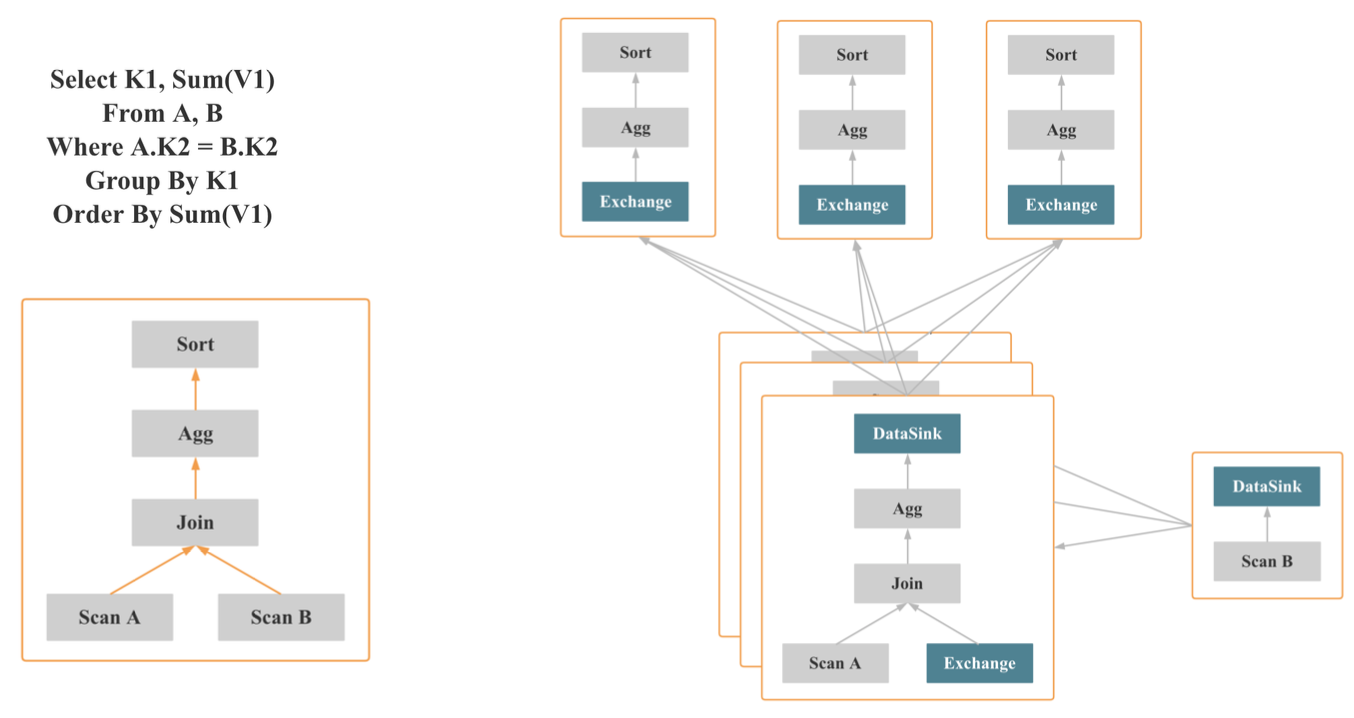 Select K1, Sum(V1)
From A, B
Where A.K2 = B.K2
Group By K1
Order By Sum(V1)
Sort
Agg
Join
Scan A
Scan B
Sort
Agg
Exchange
Sort
Agg
Exchange
Sort
Agg
Exchange
DataSink
Agg
Join
Scan A
Exchange
DataSink
Scan B